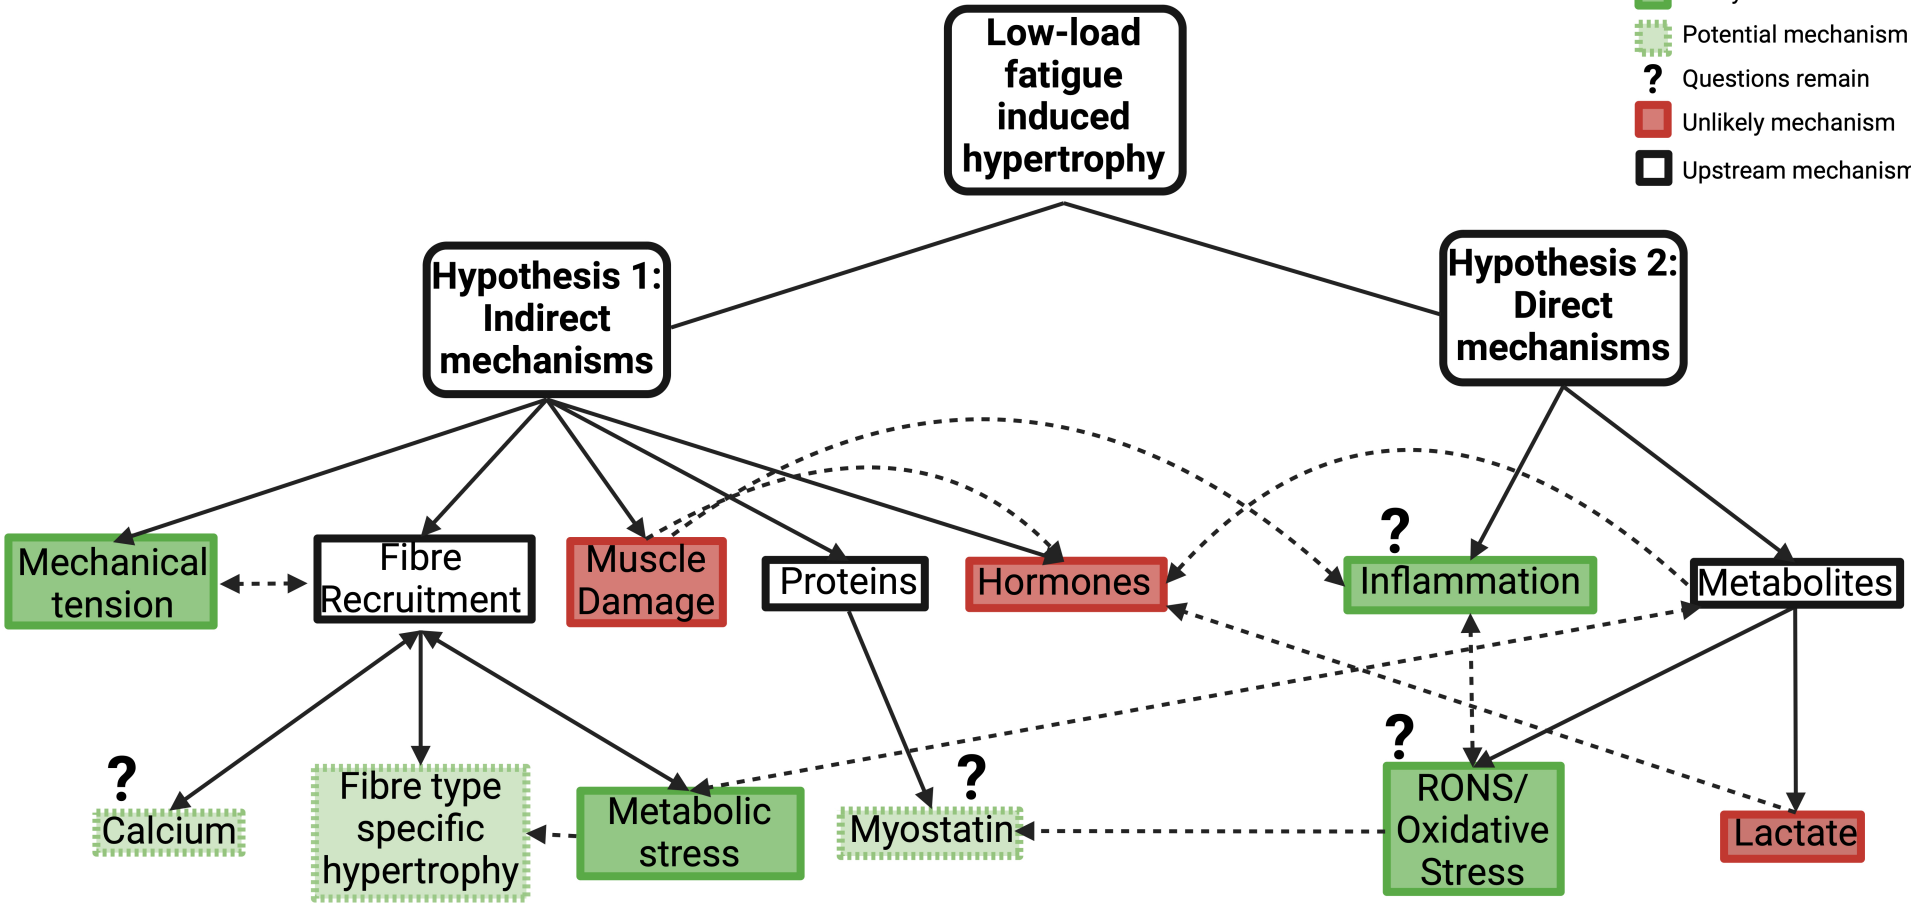 Low-load
fatigue
induced
hypertrophy
Potential mechanism
?
Questions remain
Unlikely mechanism
Upstream mechanism
Hypothesis 1:
Indirect
mechanisms
Hypothesis 2:
Direct
mechanisms
Mechanical
tension
Fibre
Recruitment
Muscle
Damage
Proteins
Hormones
?
Inflammation
Metabolites
?
Calcium
Fibre type
specific
hypertrophy
Metabolic
stress
?
Myostatin
?
RONS/
Oxidative
Stress
Lactate